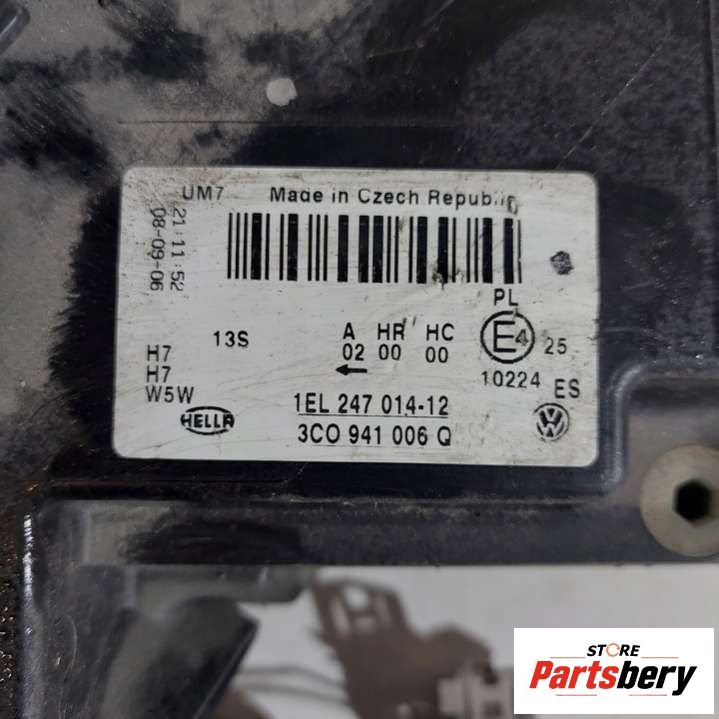 UM7 Made in Czech Republic
21:11:52
08-09-06
PL
13S
A HR HC
02 00 00
E4 25
10224 ES
H7
H7
W5W
HELLA
1EL 247 014-12
3C0 941 006 Q
VW
STORE
Partsbery